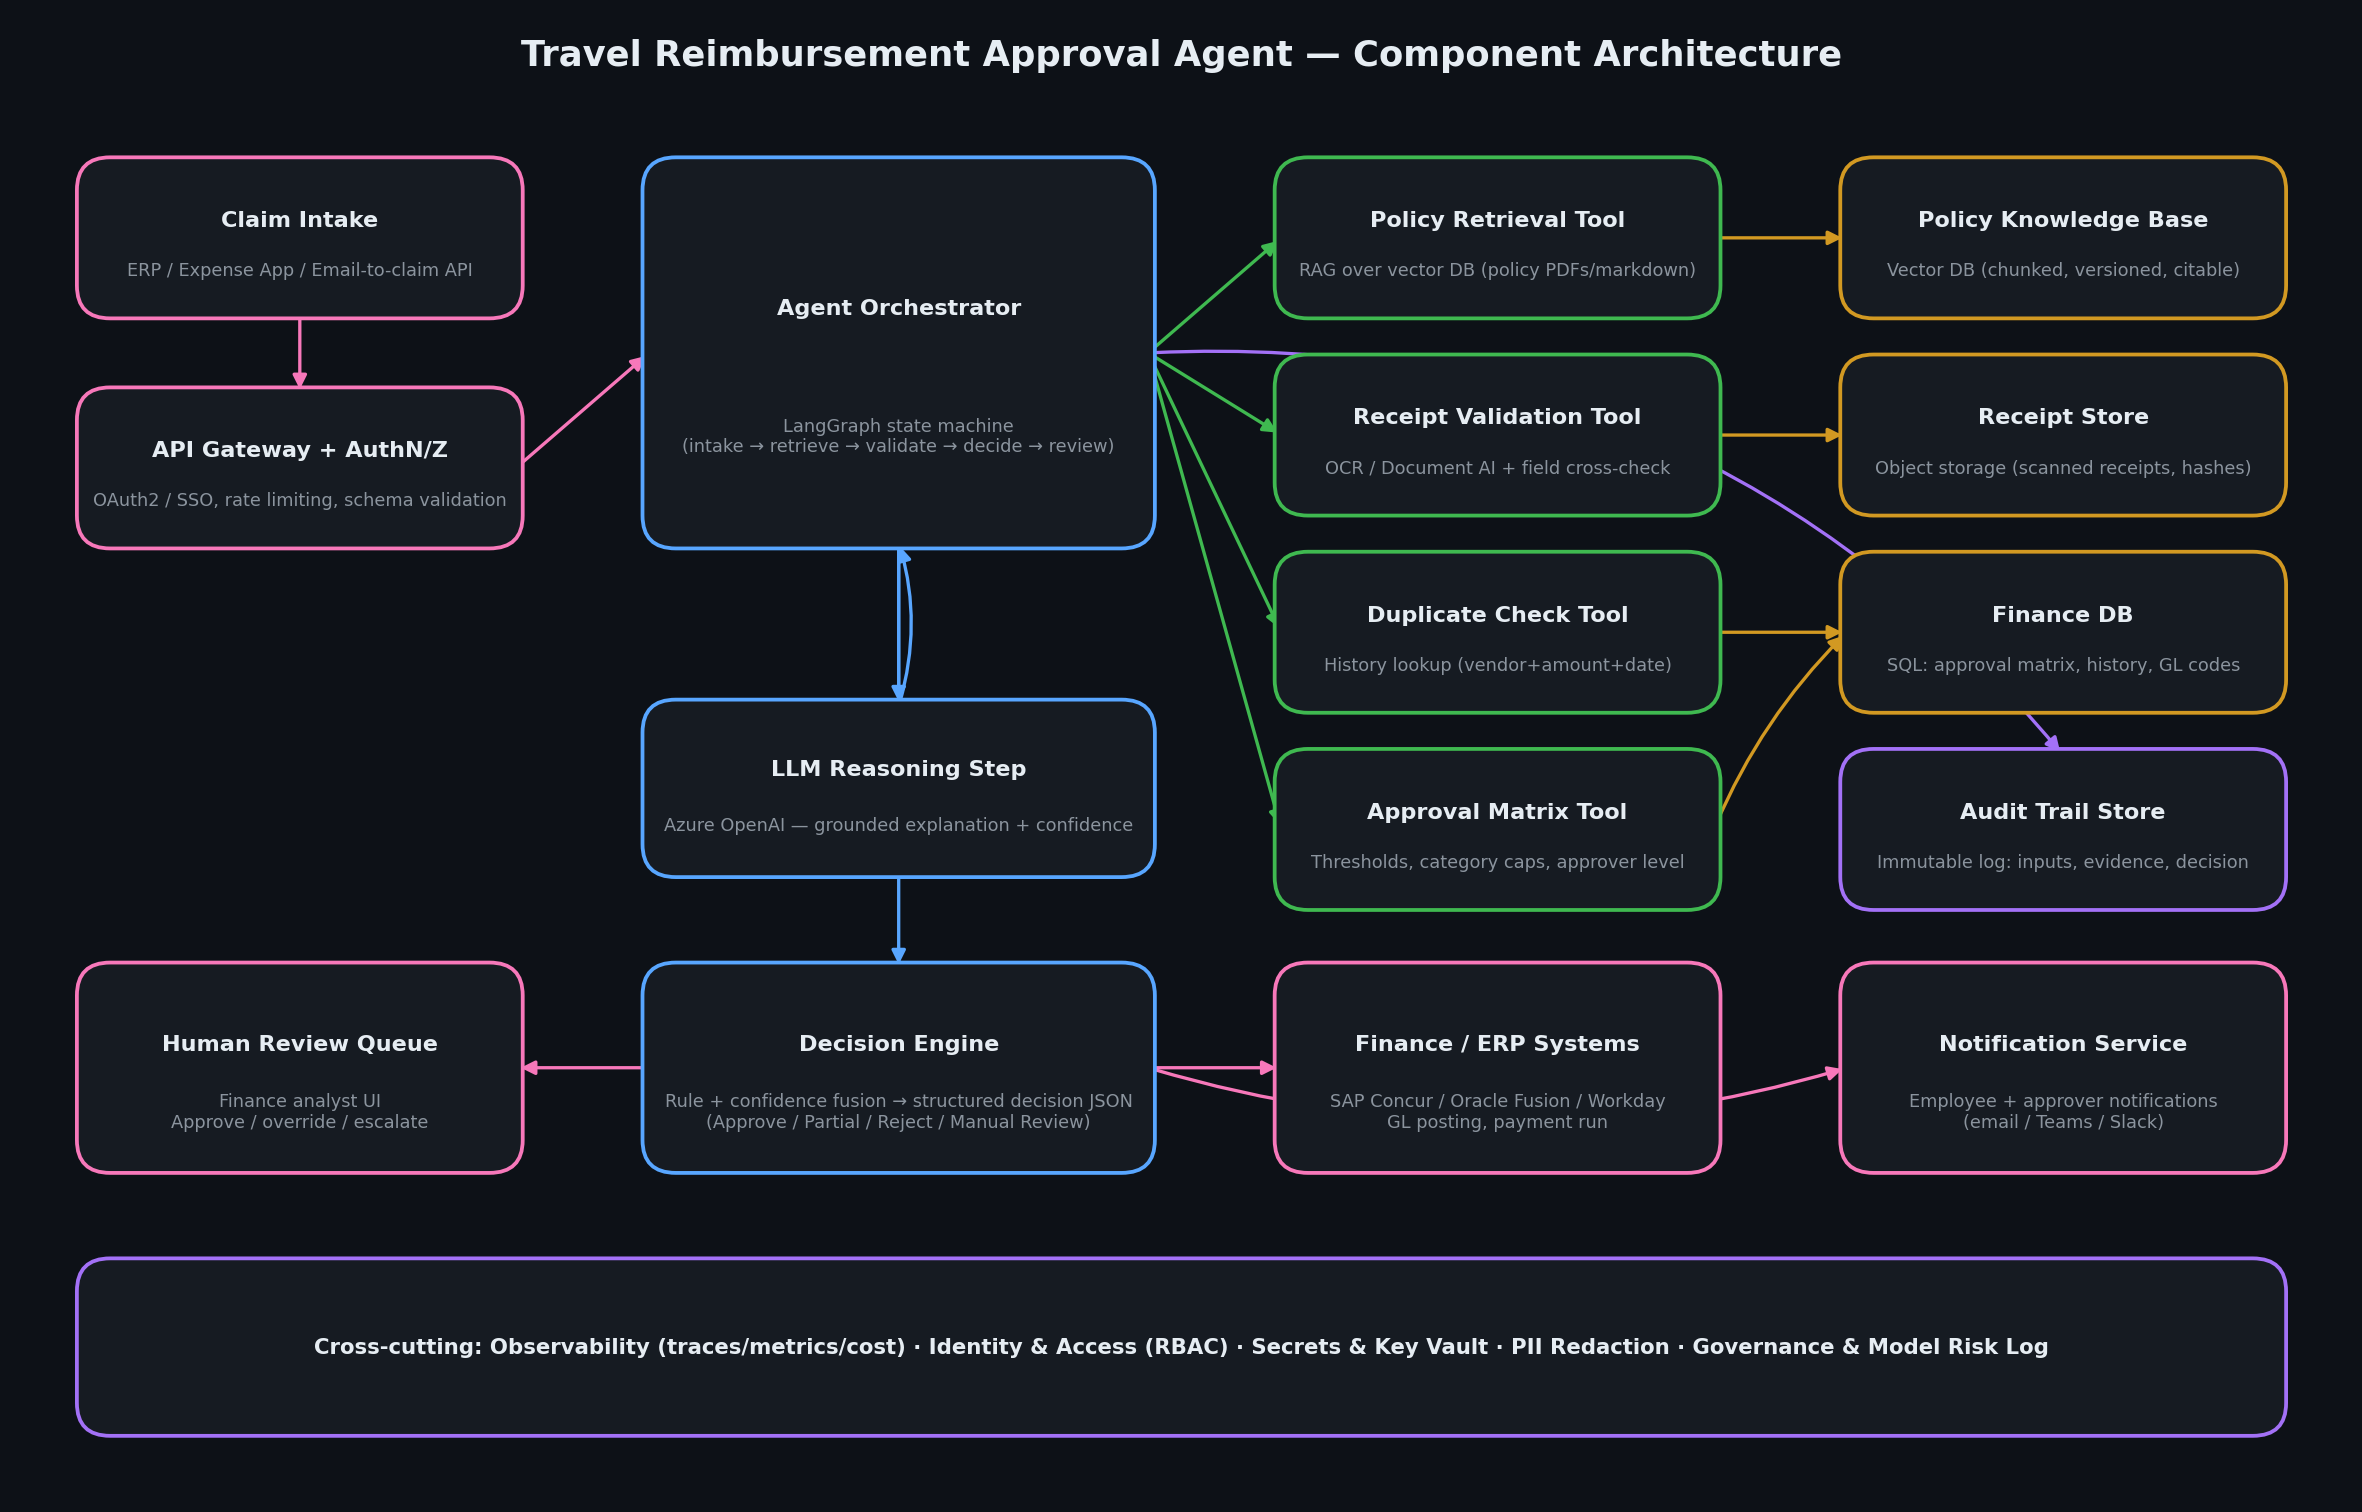 Travel Reimbursement Approval Agent — Component Architecture
Claim Intake
ERP / Expense App / Email-to-claim API
API Gateway + AuthN/Z
OAuth2 / SSO, rate limiting, schema validation
Agent Orchestrator
LangGraph state machine
(intake → retrieve → validate → decide → review)
Policy Retrieval Tool
RAG over vector DB (policy PDFs/markdown)
Policy Knowledge Base
Vector DB (chunked, versioned, citable)
Receipt Validation Tool
OCR / Document AI + field cross-check
Receipt Store
Object storage (scanned receipts, hashes)
Duplicate Check Tool
History lookup (vendor+amount+date)
Finance DB
SQL: approval matrix, history, GL codes
LLM Reasoning Step
Azure OpenAI — grounded explanation + confidence
Approval Matrix Tool
Thresholds, category caps, approver level
Audit Trail Store
Immutable log: inputs, evidence, decision
Human Review Queue
Finance analyst UI
Approve / override / escalate
Decision Engine
Rule + confidence fusion → structured decision JSON
(Approve / Partial / Reject / Manual Review)
Finance / ERP Systems
SAP Concur / Oracle Fusion / Workday
GL posting, payment run
Notification Service
Employee + approver notifications
(email / Teams / Slack)
Cross-cutting: Observability (traces/metrics/cost) · Identity & Access (RBAC) · Secrets & Key Vault · PII Redaction · Governance & Model Risk Log